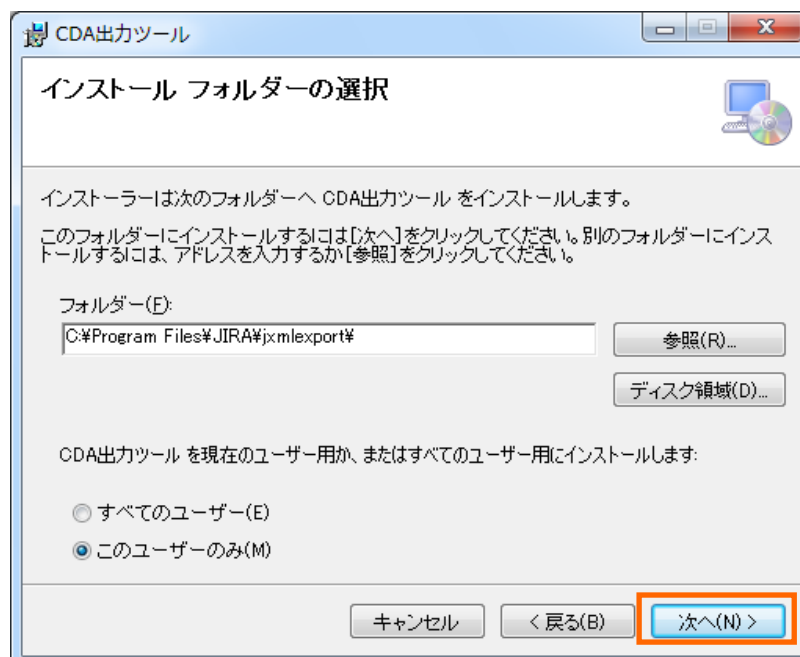 CDA出力ツール
インストール フォルダーの選択
インストーラーは次のフォルダーへ CDA出力ツール をインストールします。
このフォルダーにインストールするには[次へ]をクリックしてください。別のフォルダーにインス
トールするには、アドレスを入力するか[参照]をクリックしてください。
フォルダー(F):
C:¥Program Files¥JIRA¥jxmlexport¥
参照(R)...
ディスク領域(D)...
CDA出力ツール を現在のユーザー用か、またはすべてのユーザー用にインストールします:
すべてのユーザー(E)
このユーザーのみ(M)
キャンセル
< 戻る(B)
次へ(N) >